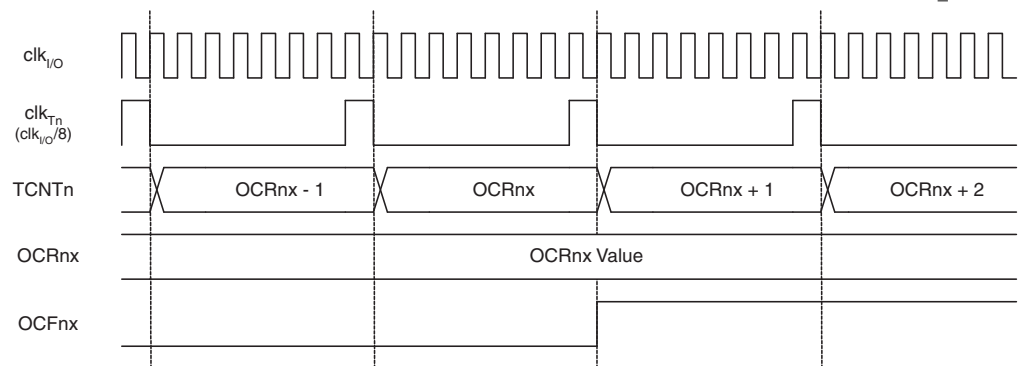 clkI/O
clkTn
(clkI/O/8)
TCNTn OCRnx - 1 OCRnx OCRnx + 1 OCRnx + 2
OCRnx OCRnx Value
OCFnx